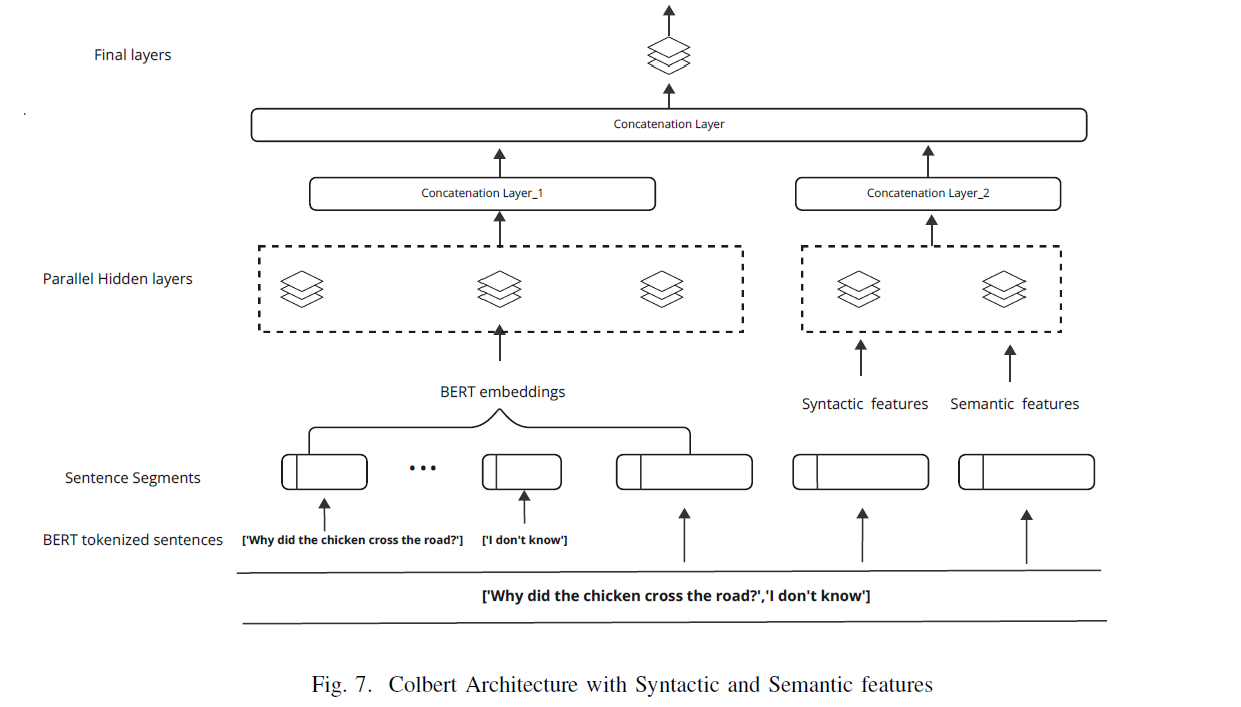 Final layers
Concatenation Layer
Concatenation Layer_1
Concatenation Layer_2
Parallel Hidden layers
BERT embeddings
Syntactic features
Semantic features
Sentence Segments
•••
BERT tokenized sentences
['Why did the chicken cross the road?']
['I don't know']
['Why did the chicken cross the road?','I don't know']
Fig. 7. Colbert Architecture with Syntactic and Semantic features